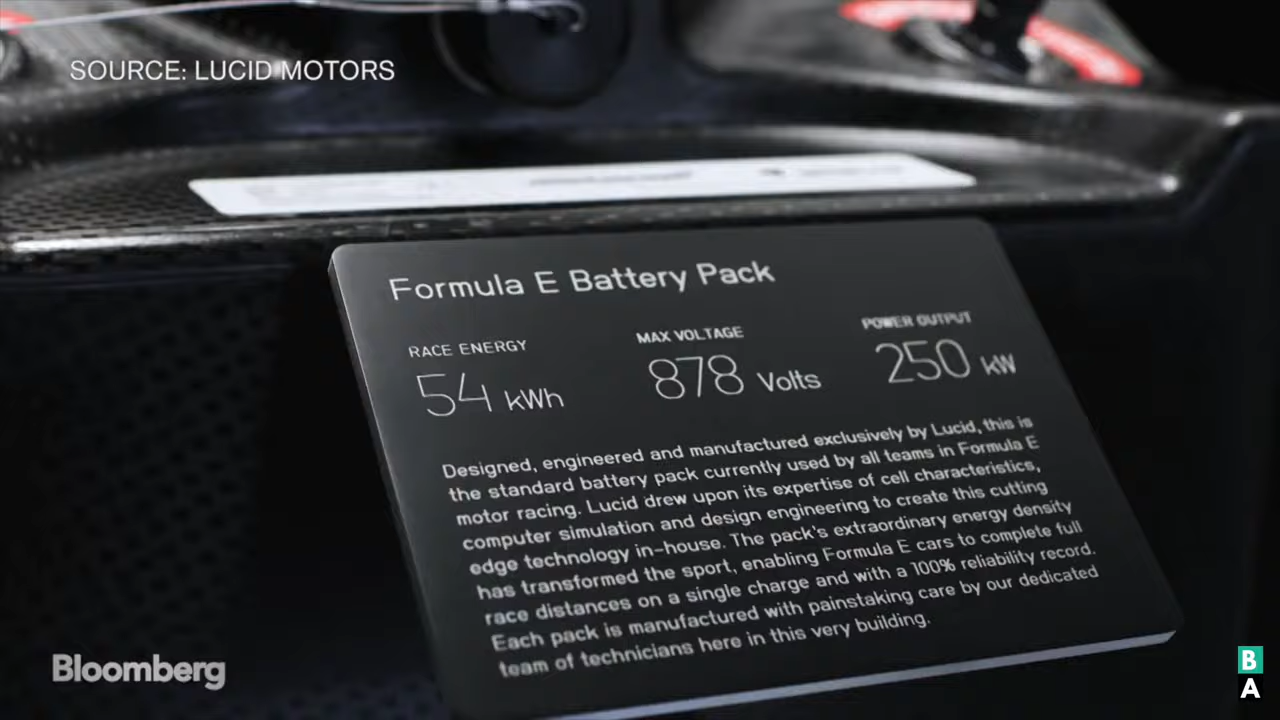 SOURCE: LUCID MOTORS
Formula E Battery Pack
RACE ENERGY
54 kWh
MAX VOLTAGE
878 Volts
POWER OUTPUT
250 kW
Designed, engineered and manufactured exclusively by Lucid, this is
the standard battery pack currently used by all teams in Formula E
motor racing. Lucid drew upon its expertise of cell characteristics,
computer simulation and design engineering to create this cutting
edge technology in-house. The pack's extraordinary energy density
has transformed the sport, enabling Formula E cars to complete full
race distances on a single charge and with a 100% reliability record.
Each pack is manufactured with painstaking care by our dedicated
team of technicians here in this very building.
Bloomberg
B
A